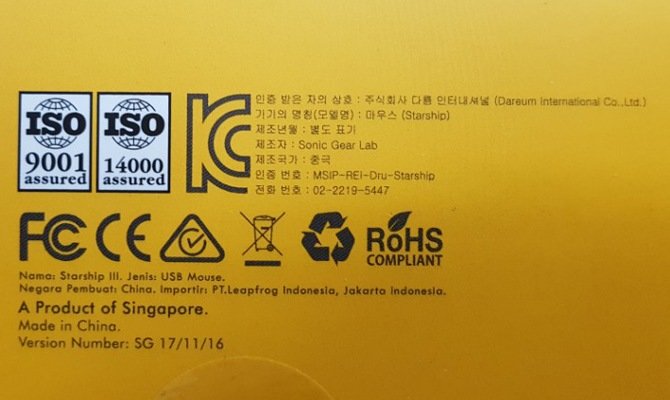 ISO
9001
assured
ISO
14000
assured
KC
인증 받은 자의 상호 : 주식회사 다름 인터내셔널 (Dareum International Co.,Ltd.)
기기의 명칭(모델명) : 마우스 (Starship)
제조년월 : 별도 표기
제조자 : Sonic Gear Lab
제조국가 : 중국
인증 번호 : MSIP-REI-Dru-Starship
전화 번호 : 02-2219-5447
FC CE RoHS
COMPLIANT
Nama: Starship III. Jenis: USB Mouse.
Negara Pembuat: China. Importir: PT.Leapfrog Indonesia, Jakarta Indonesia.
A Product of Singapore.
Made in China.
Version Number: SG 17/11/16